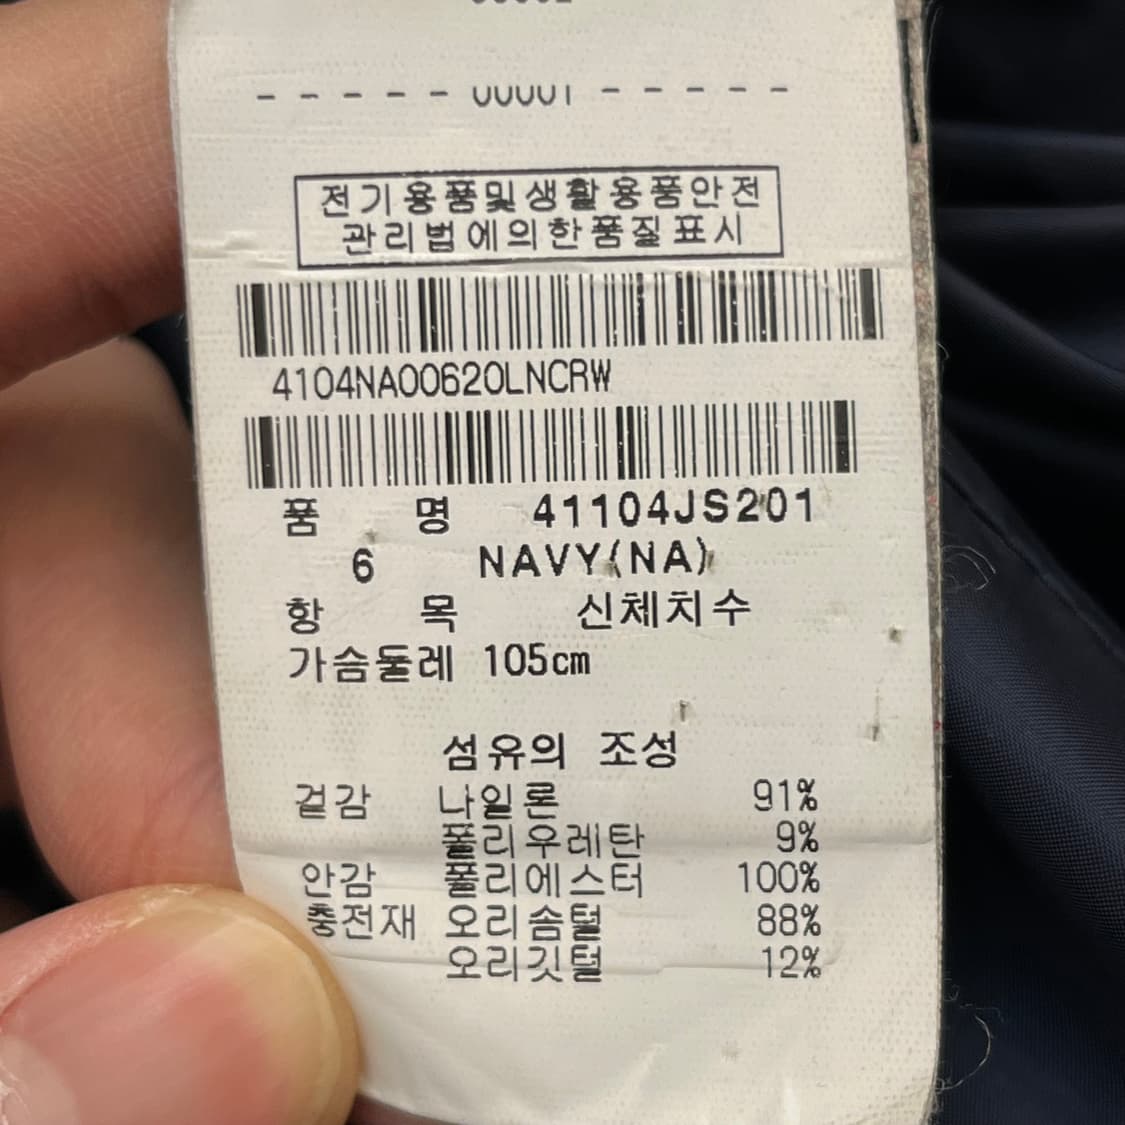 - - - - - 00001 - - - - -
전기용품및생활용품안전
관리법에의한품질표시
4104NA00620LNCRW
품 명 41104JS201
6 NAVY(NA)
항 목 신체치수
가슴둘레 105cm
섬유의 조성
겉감 나일론 91%
폴리우레탄 9%
안감 폴리에스터 100%
충전재 오리솜털 88%
오리깃털 12%